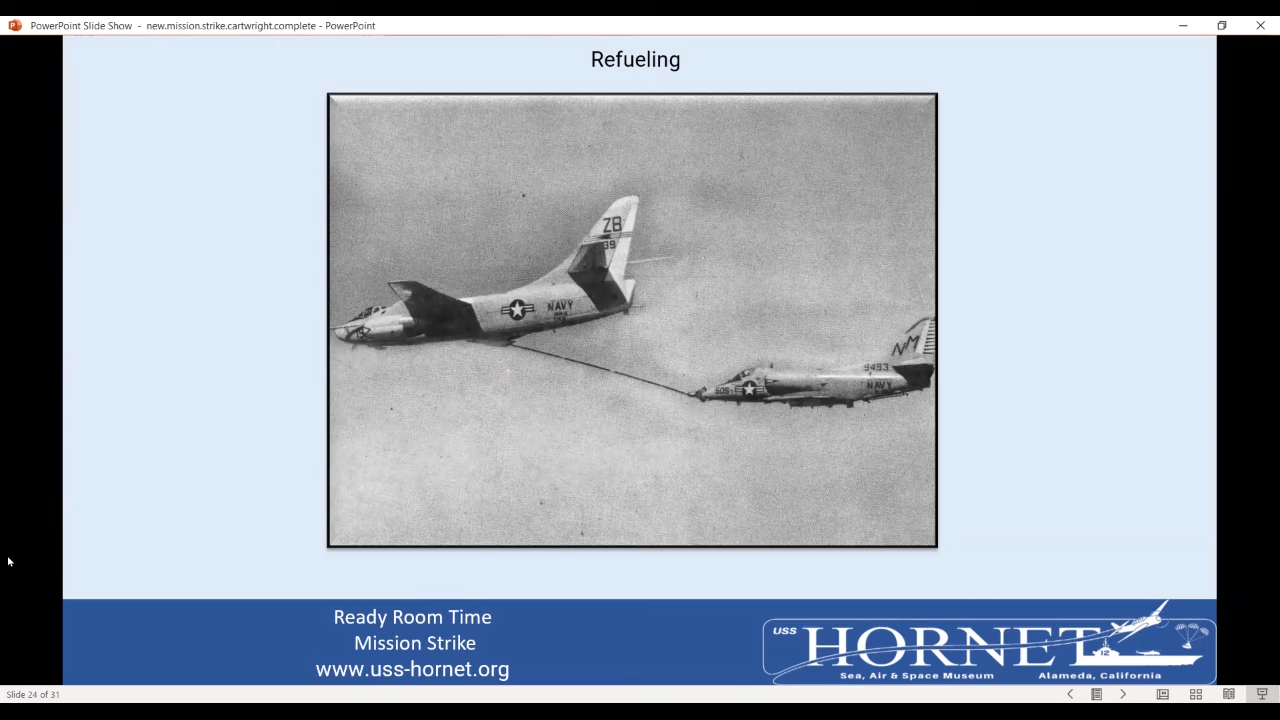 PowerPoint Slide Show - new.mission.strike.cartwright.complete - PowerPoint
Refueling
ZB
39
NAVY
NM
9493
NAVY
Ready Room Time
Mission Strike
www.uss-hornet.org
USS HORNET
Sea, Air & Space Museum Alameda, California
Slide 24 of 31